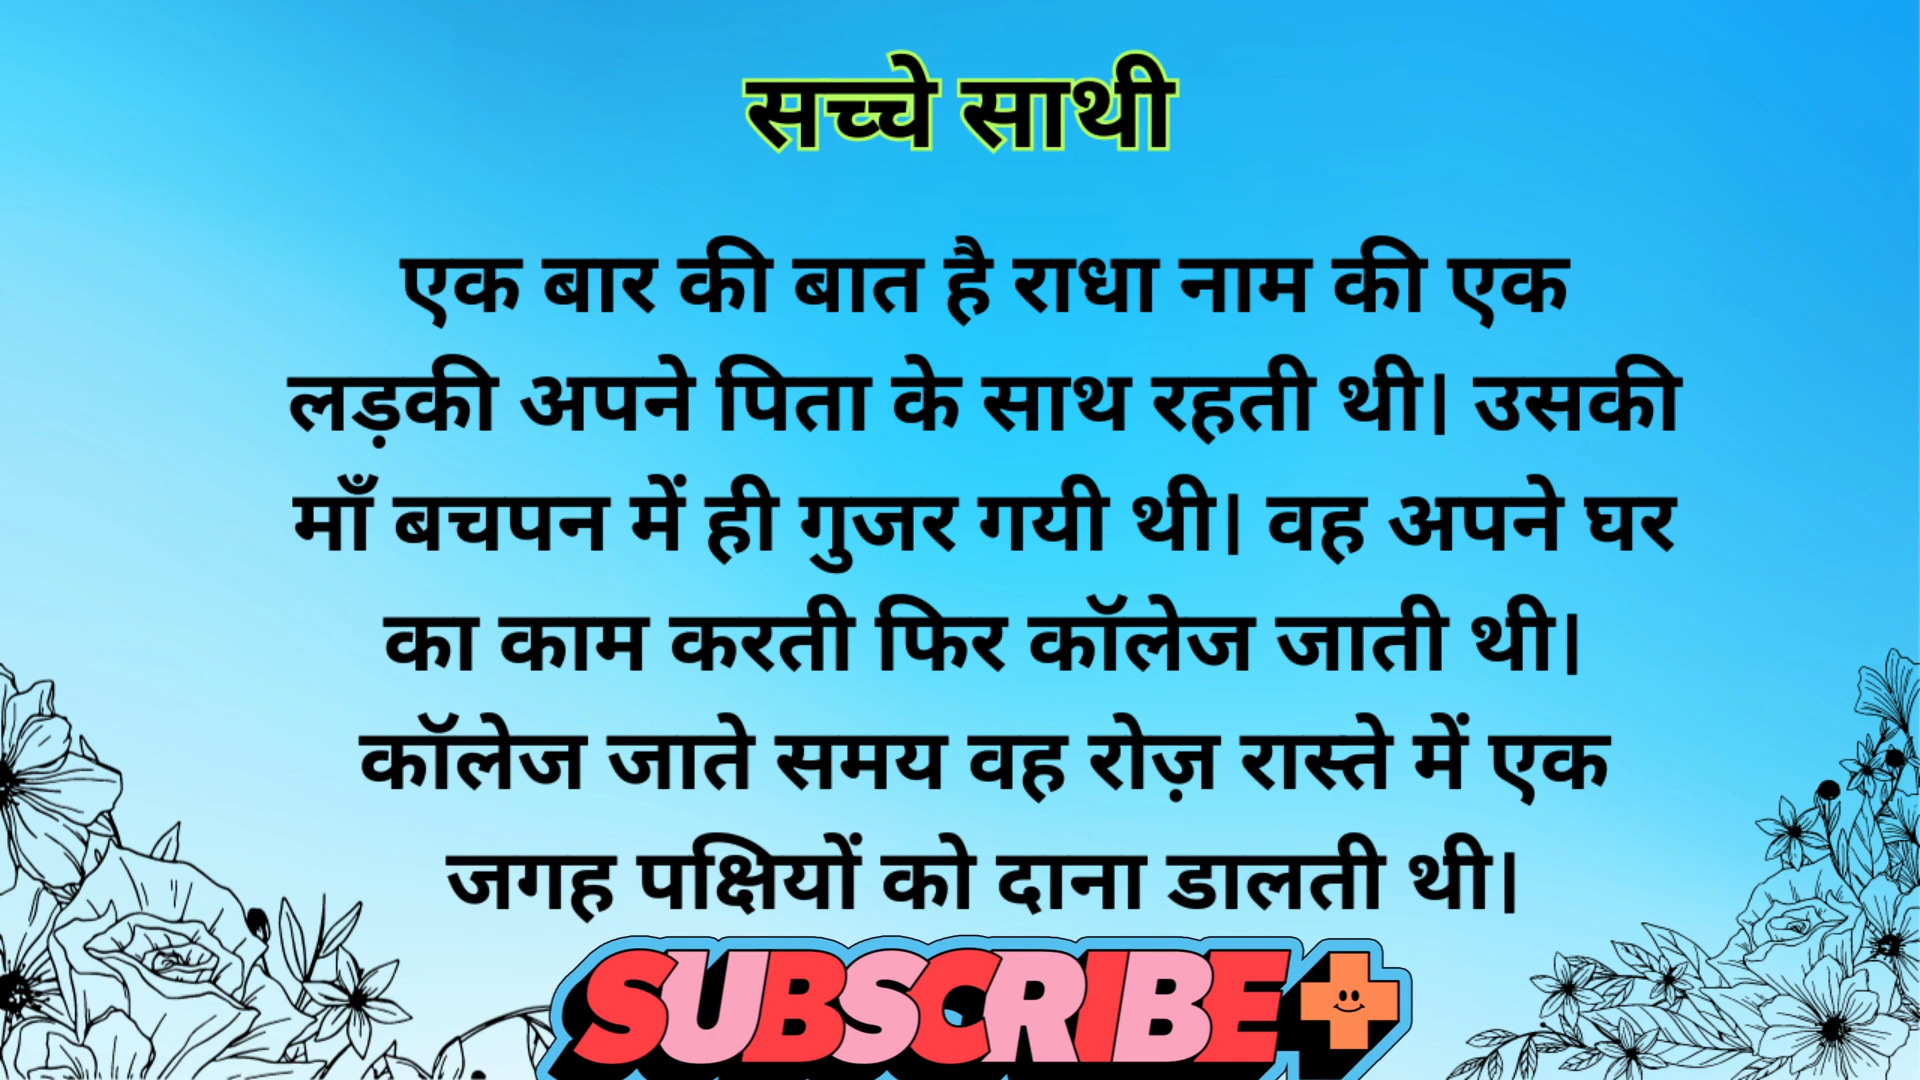 सच्चे साथी
एक बार की बात है राधा नाम की एक
लड़की अपने पिता के साथ रहती थी| उसकी
माँ बचपन में ही गुजर गयी थी| वह अपने घर
का काम करती फिर कॉलेज जाती थी|
कॉलेज जाते समय वह रोज़ रास्ते में एक
जगह पक्षियों को दाना डालती थी|
SUBSCRIBE